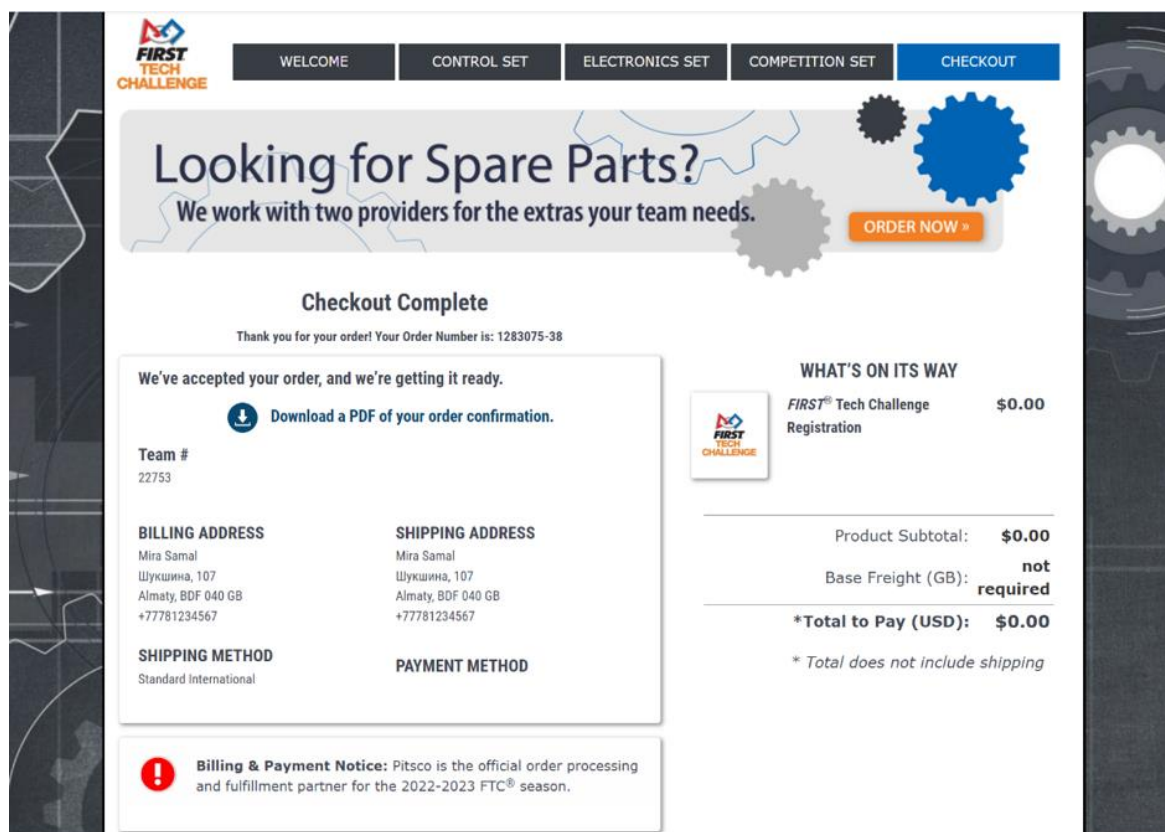 FIRST
TECH
CHALLENGE
WELCOME
CONTROL SET
ELECTRONICS SET
COMPETITION SET
CHECKOUT
Looking for Spare Parts?
We work with two providers for the extras your team needs.
ORDER NOW »
Checkout Complete
Thank you for your order! Your Order Number is: 1283075-38
We've accepted your order, and we're getting it ready.
Download a PDF of your order confirmation.
Team #
22753
BILLING ADDRESS
Mira Samal
Шукшина, 107
Almaty, BDF 040 GB
+77781234567
SHIPPING ADDRESS
Mira Samal
Шукшина, 107
Almaty, BDF 040 GB
+77781234567
SHIPPING METHOD
Standard International
PAYMENT METHOD
Billing & Payment Notice: Pitsco is the official order processing
and fulfillment partner for the 2022-2023 FTC® season.
WHAT'S ON ITS WAY
FIRST
TECH
CHALLENGE
FIRST® Tech Challenge
Registration
$0.00
Product Subtotal: $0.00
Base Freight (GB): not
required
*Total to Pay (USD): $0.00
* Total does not include shipping